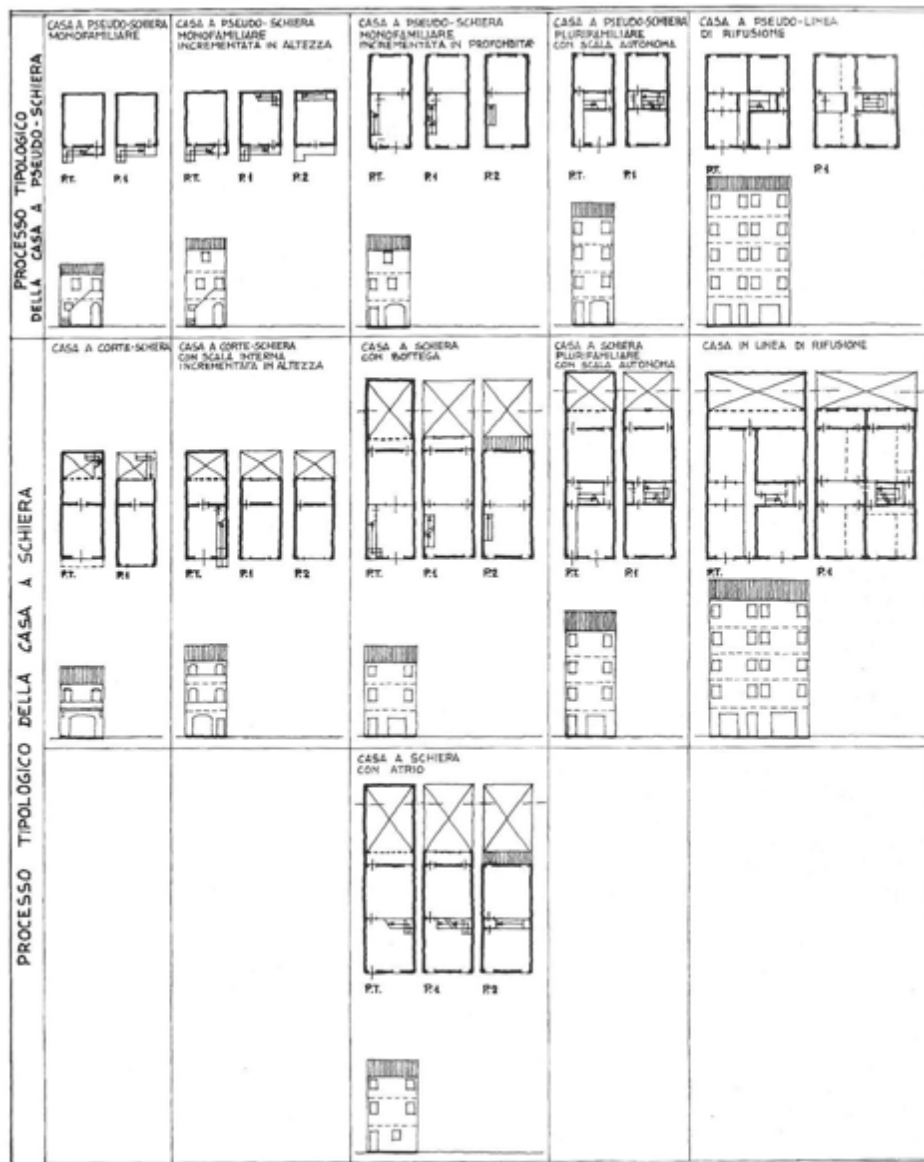 PROCESSO TIPOLOGICO
DELLA CASA A PSEUDO-SCHIERA
CASA A PSEUDO-SCHIERA
MONOFAMILIARE
P.T. P.1
CASA A PSEUDO-SCHIERA
MONOFAMILIARE
INCREMENTATA IN ALTEZZA
P.T. P.1 P.2
CASA A PSEUDO-SCHIERA
MONOFAMILIARE
INCREMENTATA IN PROFONDITA'
P.T. P.1 P.2
CASA A PSEUDO-SCHIERA
PLURIFAMILIARE
CON SCALA AUTONOMA
P.T. P.1
CASA A PSEUDO-LINEA
DI RIFUSIONE
P.T. P.1
PROCESSO TIPOLOGICO DELLA CASA A SCHIERA
CASA A CORTE-SCHIERA
P.T. P.1
CASA A CORTE-SCHIERA
CON SCALA INTERNA
INCREMENTATA IN ALTEZZA
P.T. P.1 P.2
CASA A SCHIERA
CON BOTTEGA
P.T. P.1 P.2
CASA A SCHIERA
PLURIFAMILIARE
CON SCALA AUTONOMA
P.T. P.1
CASA IN LINEA DI RIFUSIONE
P.T. P.1
CASA A SCHIERA
CON ATRIO
P.T. P.1 P.2